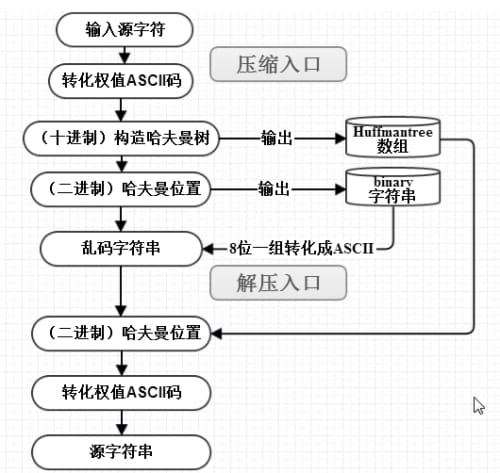 输入源字符
压缩入口
转化权值ASCII码
（十进制）构造哈夫曼树
输出
Huffmantree
数组
（二进制）哈夫曼位置
输出
binary
字符串
乱码字符串
8位一组转化成ASCII
解压入口
（二进制）哈夫曼位置
转化权值ASCII码
源字符串